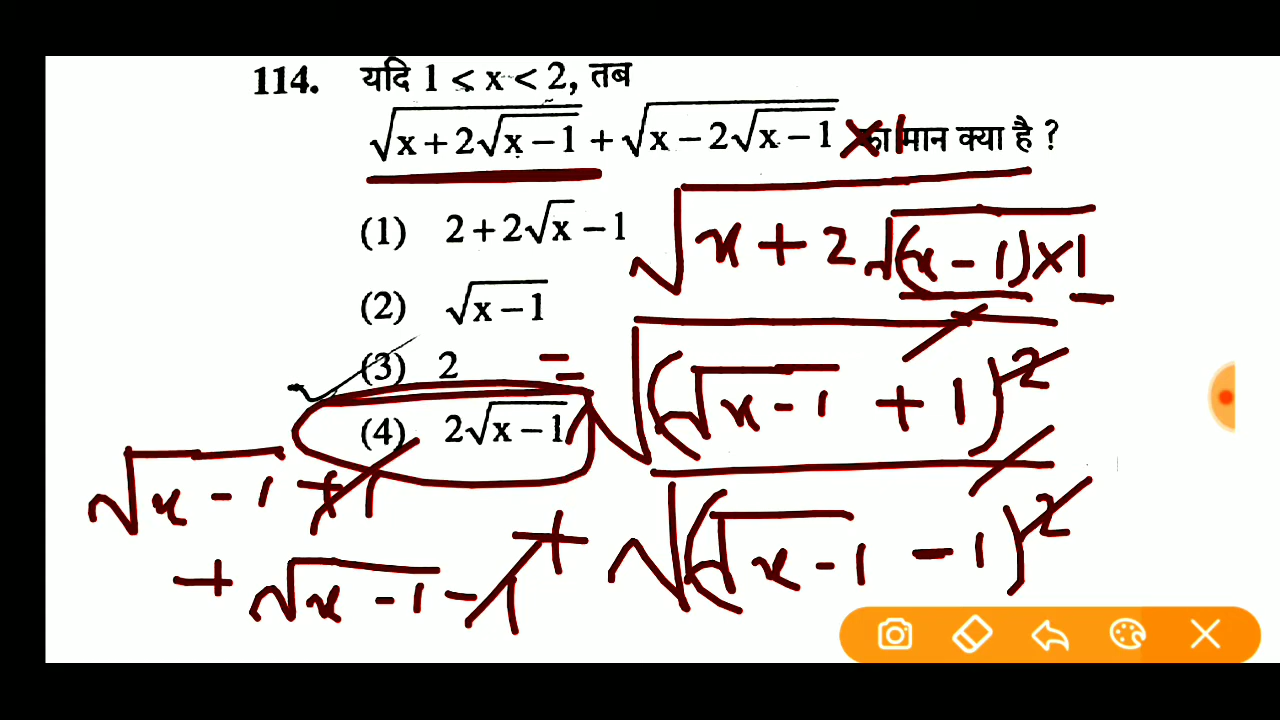 114. यदि 1 < x < 2, तब
√(x + 2√(x − 1)) + √(x − 2√(x − 1)) का मान क्या है ?
×1
(1) 2 + 2√x − 1
(2) √(x − 1)
(3) 2
(4) 2√(x − 1)
√(x + 2√((x − 1) × 1))
= √((√(x − 1) + 1)²)
+ √((√(x − 1) − 1)²)
√(x − 1) + 1
+ √(x − 1) − 1